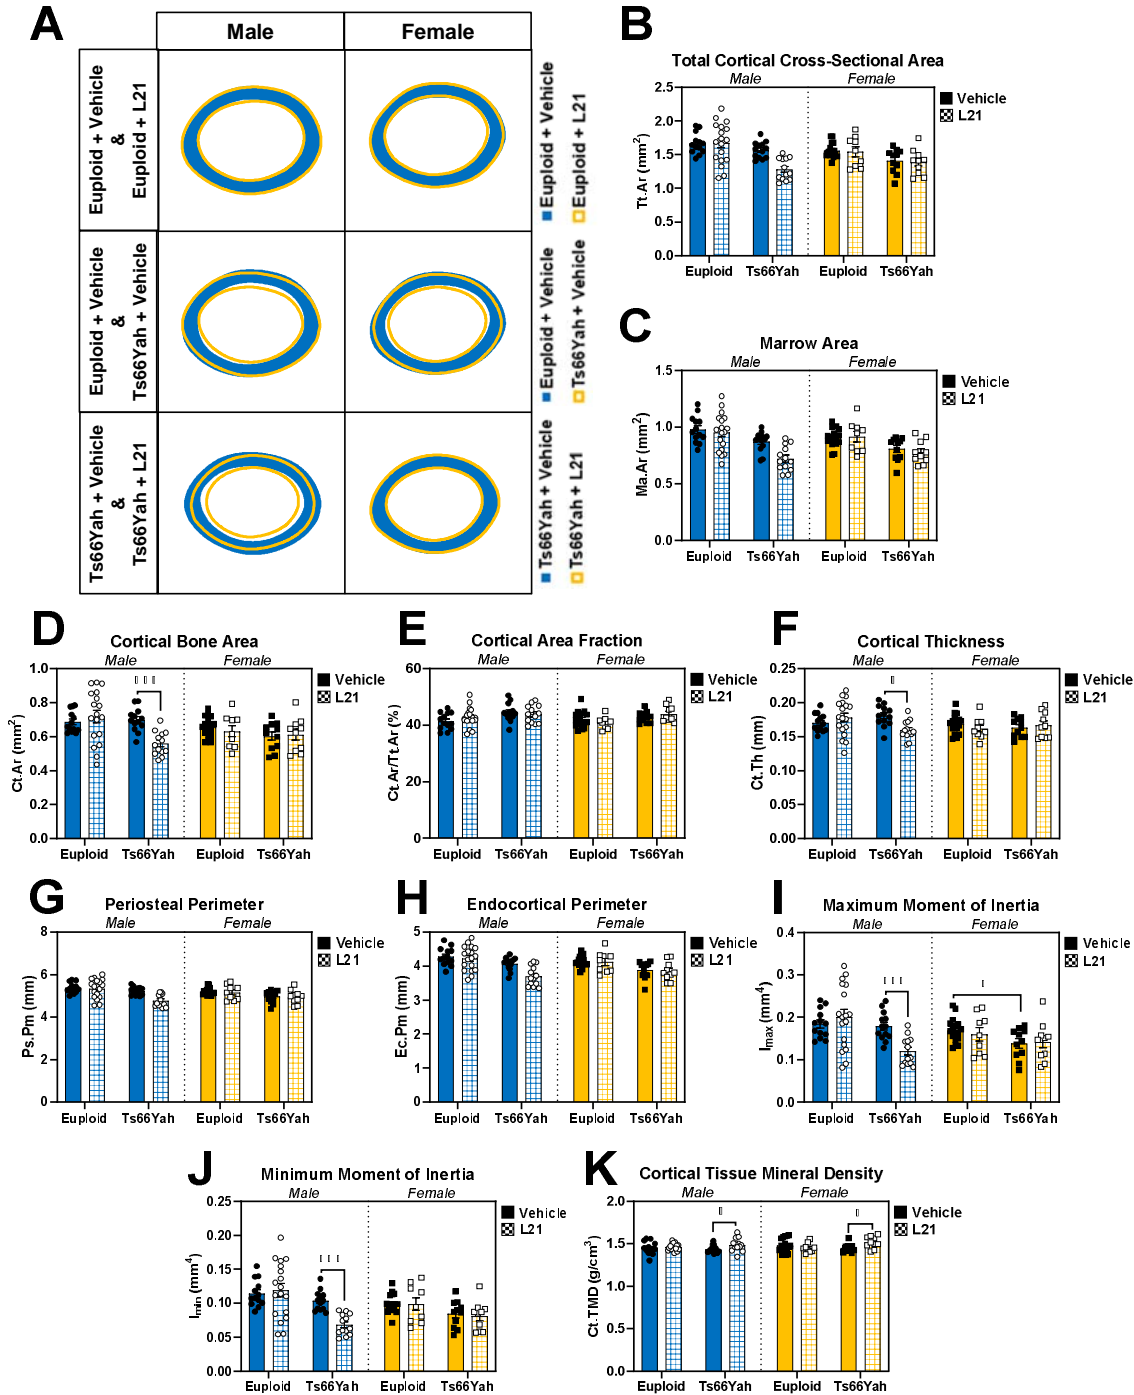 A
Male
Female
Euploid + Vehicle
&
Euploid + L21
Euploid + Vehicle
Euploid + L21
Euploid + Vehicle
&
Ts66Yah + Vehicle
Euploid + Vehicle
Ts66Yah + Vehicle
Ts66Yah + Vehicle
&
Ts66Yah + L21
Ts66Yah + Vehicle
Ts66Yah + L21
B
Total Cortical Cross-Sectional Area
Male
Female
Vehicle
L21
Tt.Ar (mm²)
2.5
2.0
1.5
1.0
0.5
0.0
Euploid
Ts66Yah
Euploid
Ts66Yah
C
Marrow Area
Male
Female
Vehicle
L21
Ma.Ar (mm²)
1.5
1.0
0.5
0.0
Euploid
Ts66Yah
Euploid
Ts66Yah
D
Cortical Bone Area
Male
Female
Vehicle
L21
Ct.Ar (mm²)
1.0
0.8
0.6
0.4
0.2
0.0
Euploid
Ts66Yah
Euploid
Ts66Yah
E
Cortical Area Fraction
Male
Female
Vehicle
L21
Ct.Ar/Tt.Ar (%)
60
40
20
0
Euploid
Ts66Yah
Euploid
Ts66Yah
F
Cortical Thickness
Male
Female
Vehicle
L21
Ct.Th (mm)
0.25
0.20
0.15
0.10
0.05
0.00
Euploid
Ts66Yah
Euploid
Ts66Yah
G
Periosteal Perimeter
Male
Female
Vehicle
L21
Ps.Pm (mm)
8
6
4
2
0
Euploid
Ts66Yah
Euploid
Ts66Yah
H
Endocortical Perimeter
Male
Female
Vehicle
L21
Ec.Pm (mm)
5
4
3
2
1
0
Euploid
Ts66Yah
Euploid
Ts66Yah
I
Maximum Moment of Inertia
Male
Female
Vehicle
L21
Imax (mm⁴)
0.4
0.3
0.2
0.1
0.0
Euploid
Ts66Yah
Euploid
Ts66Yah
J
Minimum Moment of Inertia
Male
Female
Vehicle
L21
Imin (mm⁴)
0.25
0.20
0.15
0.10
0.05
0.00
Euploid
Ts66Yah
Euploid
Ts66Yah
K
Cortical Tissue Mineral Density
Male
Female
Vehicle
L21
Ct.TMD (g/cm³)
2.0
1.5
1.0
0.5
0.0
Euploid
Ts66Yah
Euploid
Ts66Yah